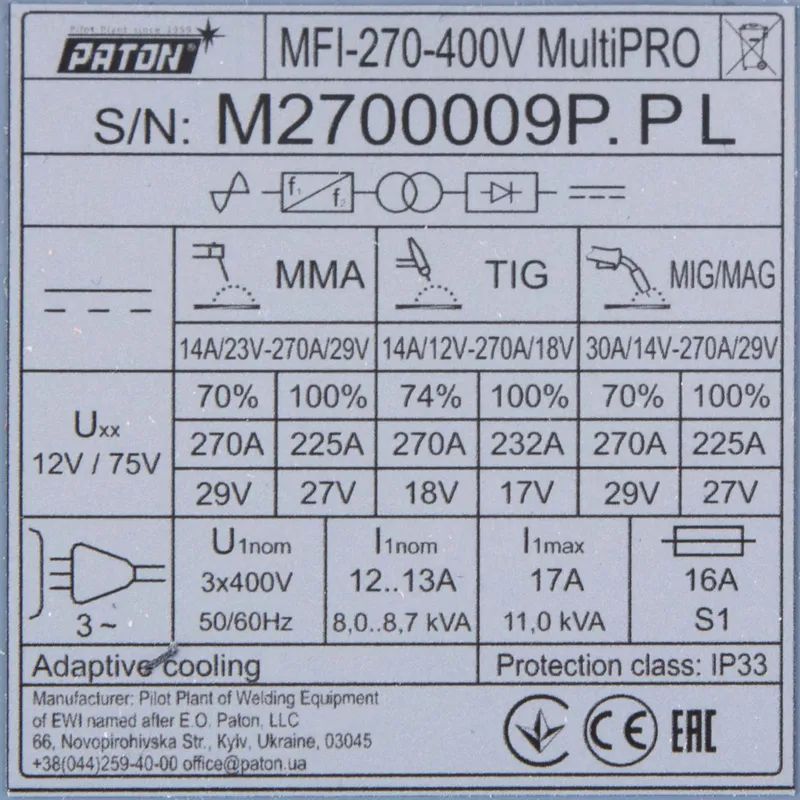 Pilot Plant since 1959
PATON
MFI-270-400V MultiPRO
S/N: M2700009P.PL
f1
f2
MMA
TIG
MIG/MAG
14A/23V-270A/29V
14A/12V-270A/18V
30A/14V-270A/29V
Uxx
12V / 75V
70% 100% 74% 100% 70% 100%
270A 225A 270A 232A 270A 225A
29V 27V 18V 17V 29V 27V
3~
U1nom I1nom I1max
3x400V 12..13A 17A 16A
50/60Hz 8,0..8,7 kVA 11,0 kVA S1
Adaptive cooling
Protection class: IP33
Manufacturer: Pilot Plant of Welding Equipment
of EWI named after E.O. Paton, LLC
66, Novopirohivska Str., Kyiv, Ukraine, 03045
+38(044)259-40-00 office@paton.ua
CE EAC